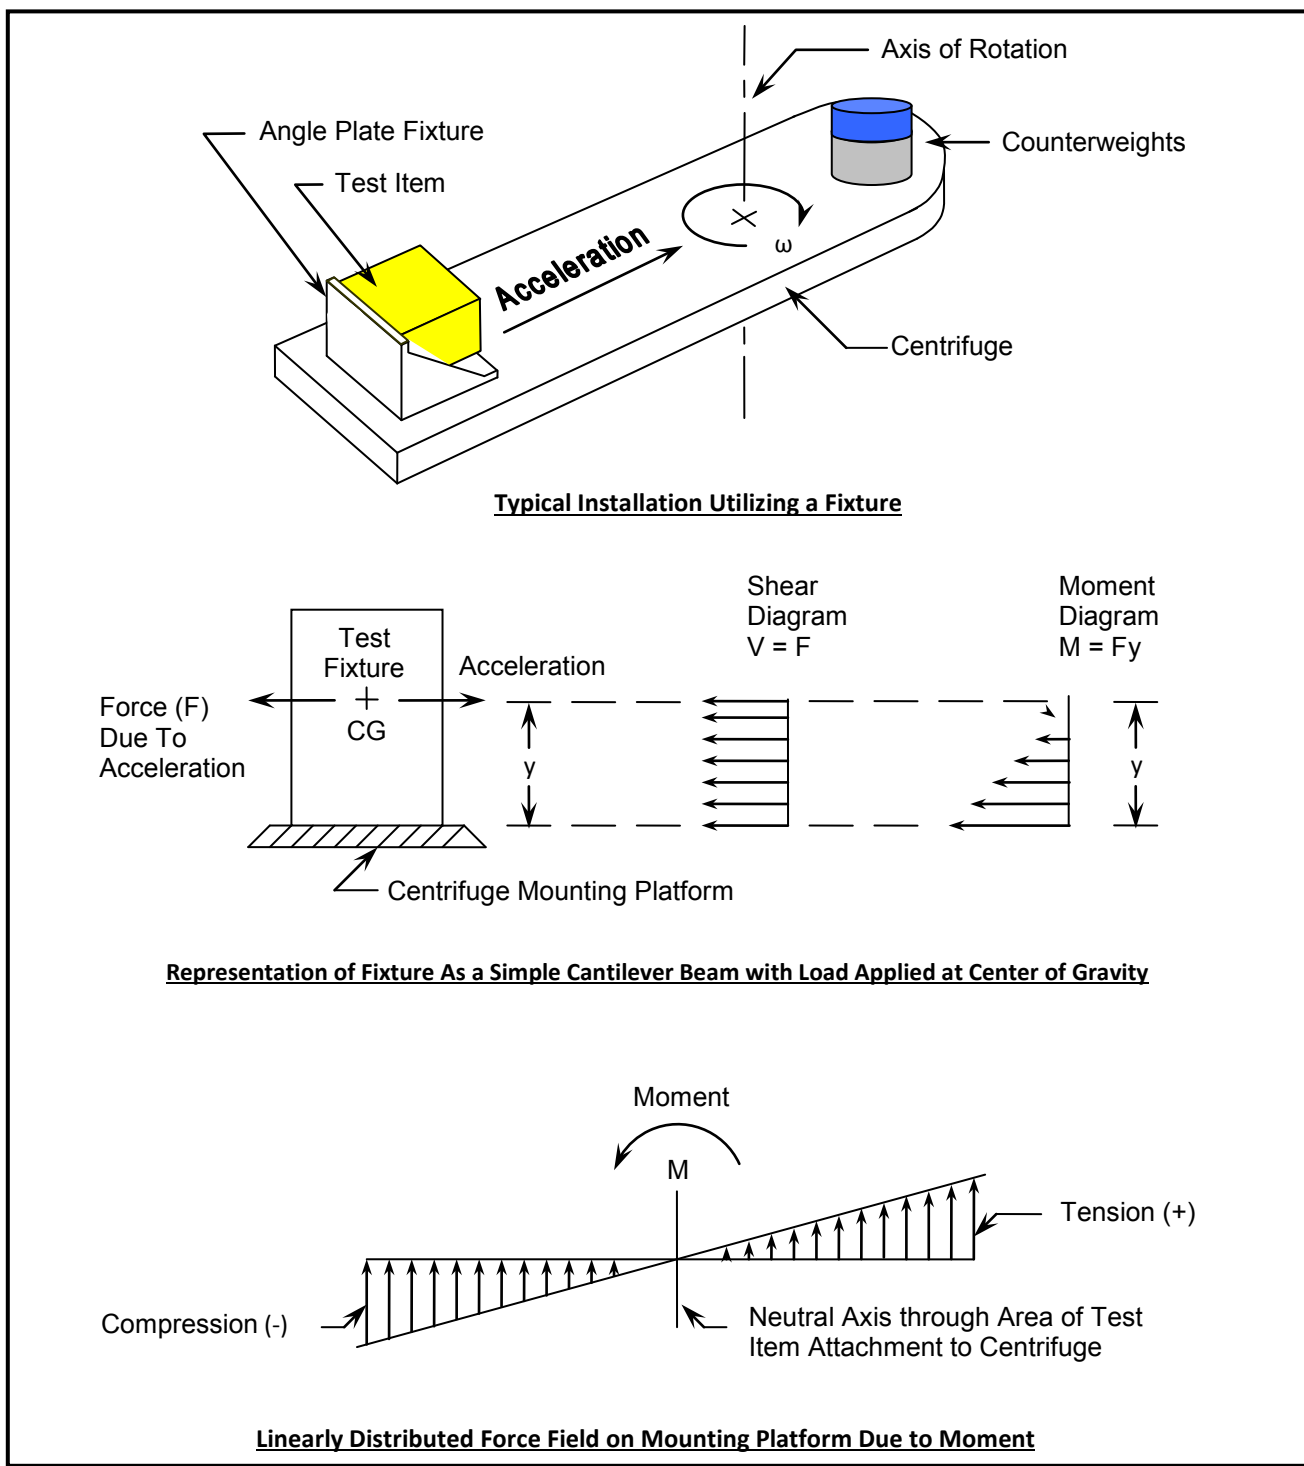 Axis of Rotation
Angle Plate Fixture
Test Item
Counterweights
Acceleration
ω
Centrifuge
Typical Installation Utilizing a Fixture
Shear
Diagram
V = F
Moment
Diagram
M = Fy
Test
Fixture
Acceleration
Force (F)
Due To
Acceleration
CG
y
y
Centrifuge Mounting Platform
Representation of Fixture As a Simple Cantilever Beam with Load Applied at Center of Gravity
Moment
M
Tension (+)
Compression (-)
Neutral Axis through Area of Test
Item Attachment to Centrifuge
Linearly Distributed Force Field on Mounting Platform Due to Moment